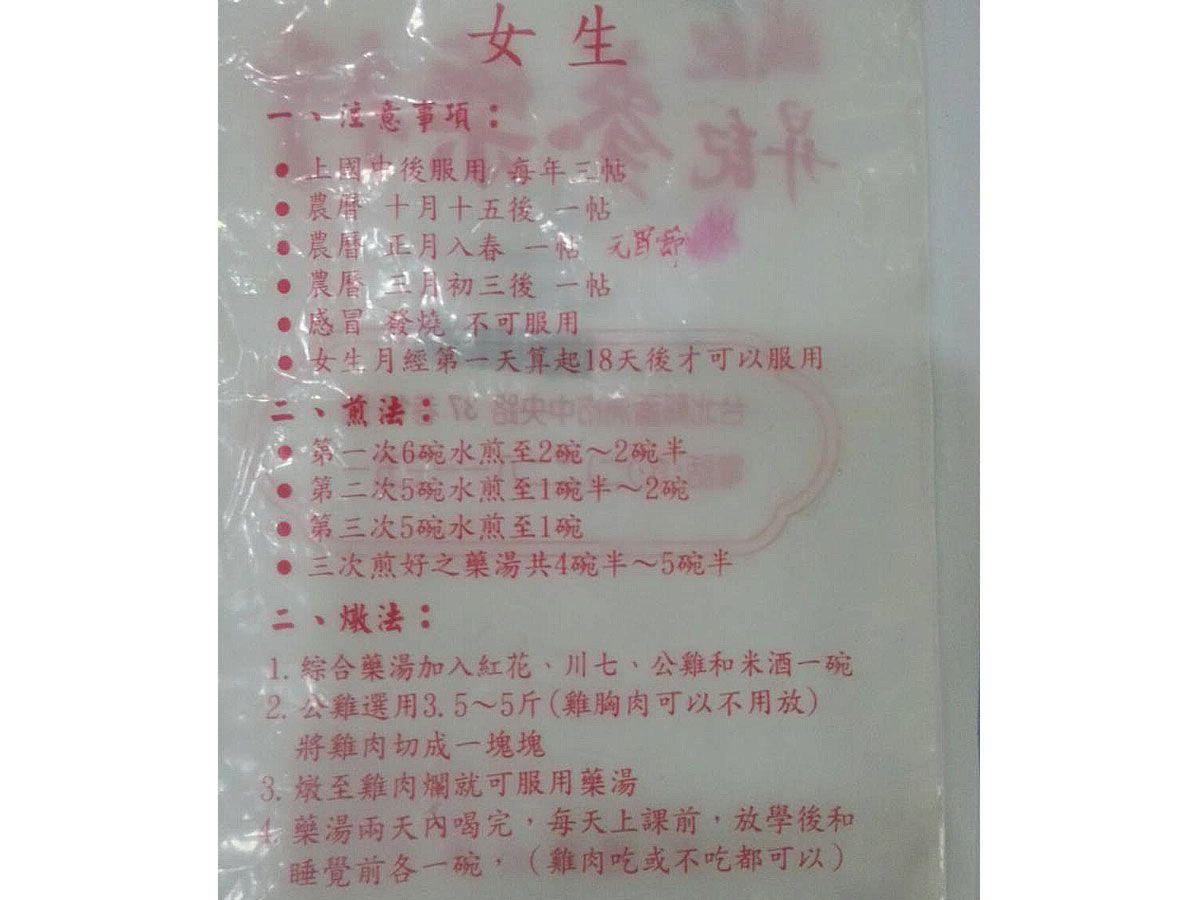 女生
一、注意事項：
● 上國中後服用 每年三帖
● 農曆 十月十五後 一帖
● 農曆 正月入春 一帖 元宵節
● 農曆 三月初三後 一帖
● 感冒 發燒 不可服用
● 女生月經第一天算起18天後才可以服用
二、煎法：
● 第一次6碗水煎至2碗～2碗半
● 第二次5碗水煎至1碗半～2碗
● 第三次5碗水煎至1碗
● 三次煎好之藥湯共4碗半～5碗半
二、燉法：
1. 綜合藥湯加入紅花、川七、公雞和米酒一碗
2. 公雞選用3.5～5斤(雞胸肉可以不用放)
將雞肉切成一塊塊
3. 燉至雞肉爛就可服用藥湯
4. 藥湯兩天內喝完，每天上課前，放學後和
睡覺前各一碗，（雞肉吃或不吃都可以）